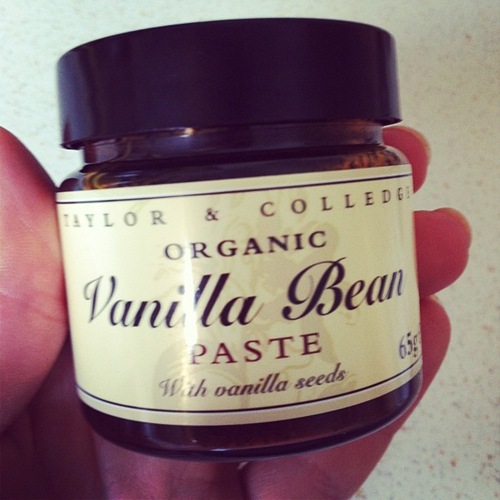 TAYLOR & COLLEDGE
ORGANIC
Vanilla Bean
PASTE
65g
With vanilla seeds